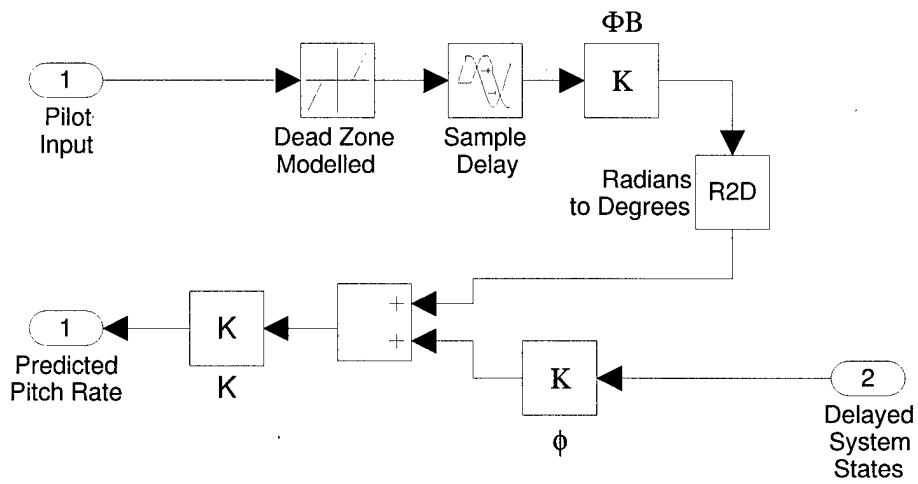 ΦB
1
K
Pilot
Input
Dead Zone
Modelled
Sample
Delay
Radians
to Degrees
R2D
+
+
1
K
Predicted
Pitch Rate
K
K
ϕ
2
Delayed
System
States